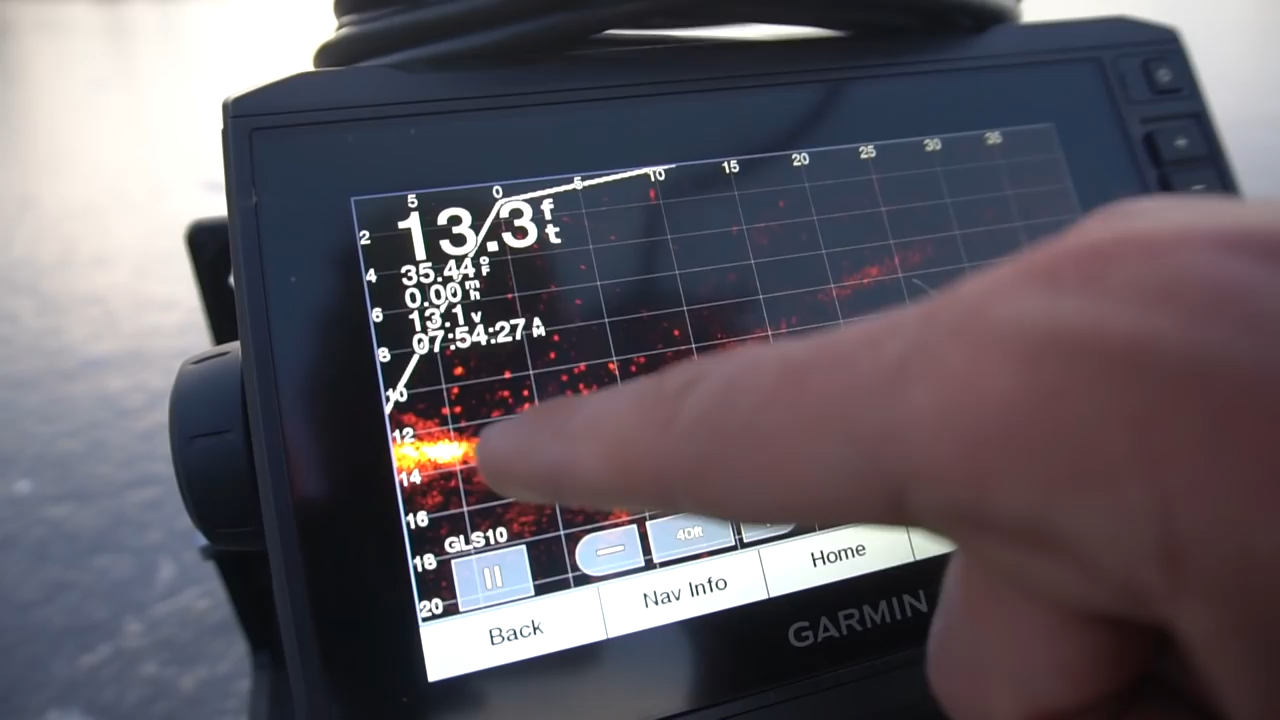 5 0 5 10 15 20 25 30 35
2
13.3 ft
4
35.44 °F
0.00 mh
6
13.1 v
07:54:27 AM
8
10
12
14
16
GLS10
18
40ft
20
Back Nav Info Home
GARMIN